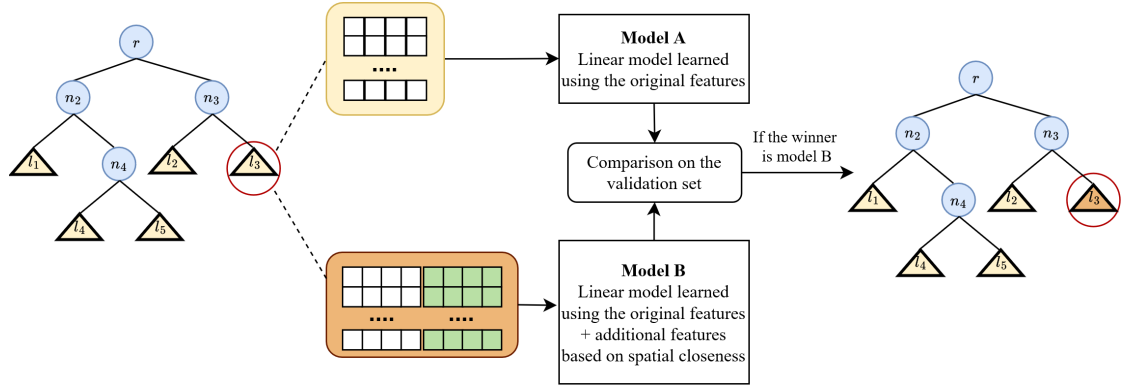 r
n2
n3
l1
n4
l2
l3
l4
l5
....
Model A
Linear model learned
using the original features
Comparison on the
validation set
If the winner
is model B
.... ....
Model B
Linear model learned
using the original features
+ additional features
based on spatial closeness
r
n2
n3
l1
n4
l2
l3
l4
l5